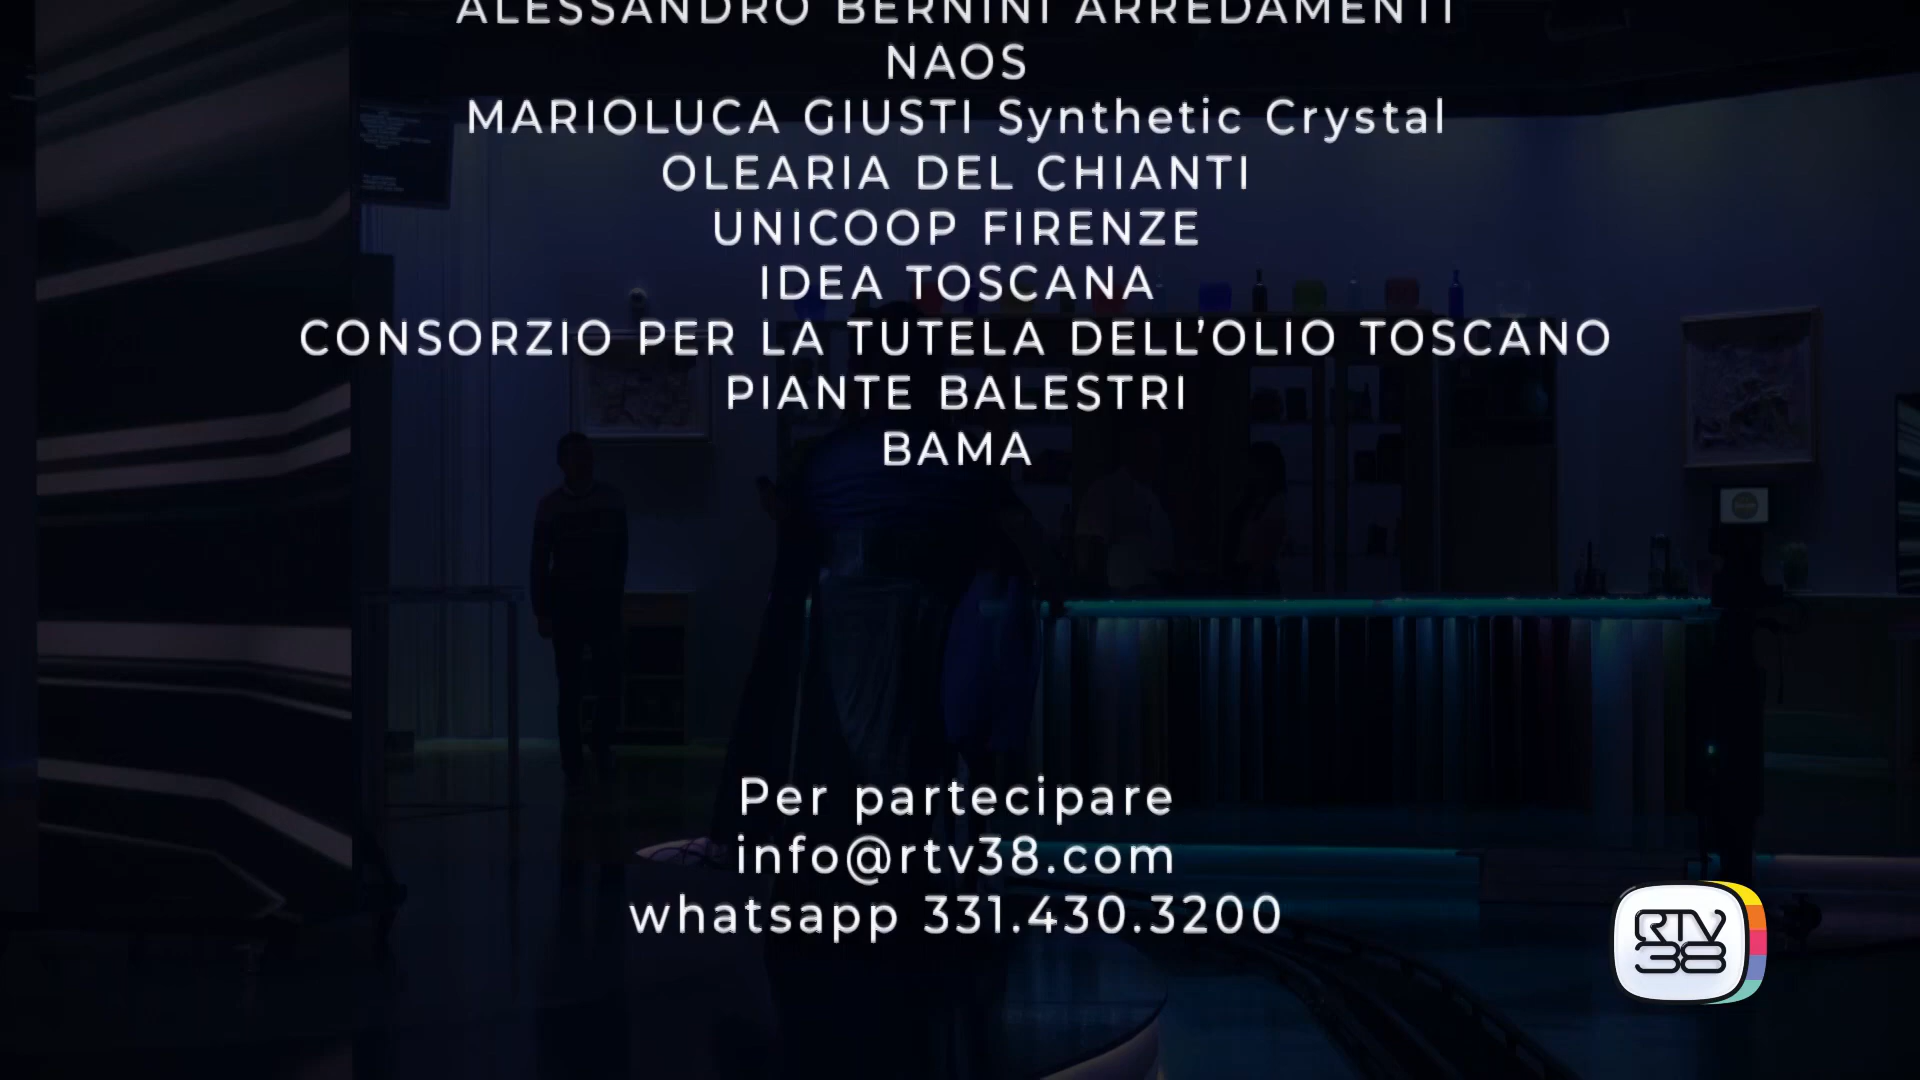 ALESSANDRO BERNINI ARREDAMENTI
NAOS
MARIOLUCA GIUSTI Synthetic Crystal
OLEARIA DEL CHIANTI
UNICOOP FIRENZE
IDEA TOSCANA
CONSORZIO PER LA TUTELA DELL’OLIO TOSCANO
PIANTE BALESTRI
BAMA
Per partecipare
info@rtv38.com
whatsapp 331.430.3200
RTV
38